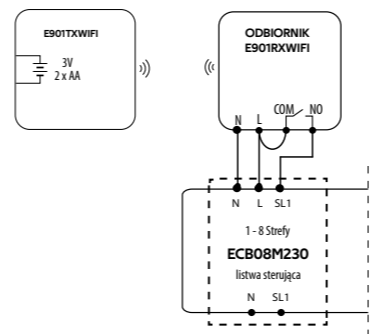 E901TXWIFI
3V
2 x AA
ODBIORNIK
E901RXWIFI
N L COM NO
N L SL1
1 - 8 Strefy
ECB08M230
listwa sterująca
N SL1